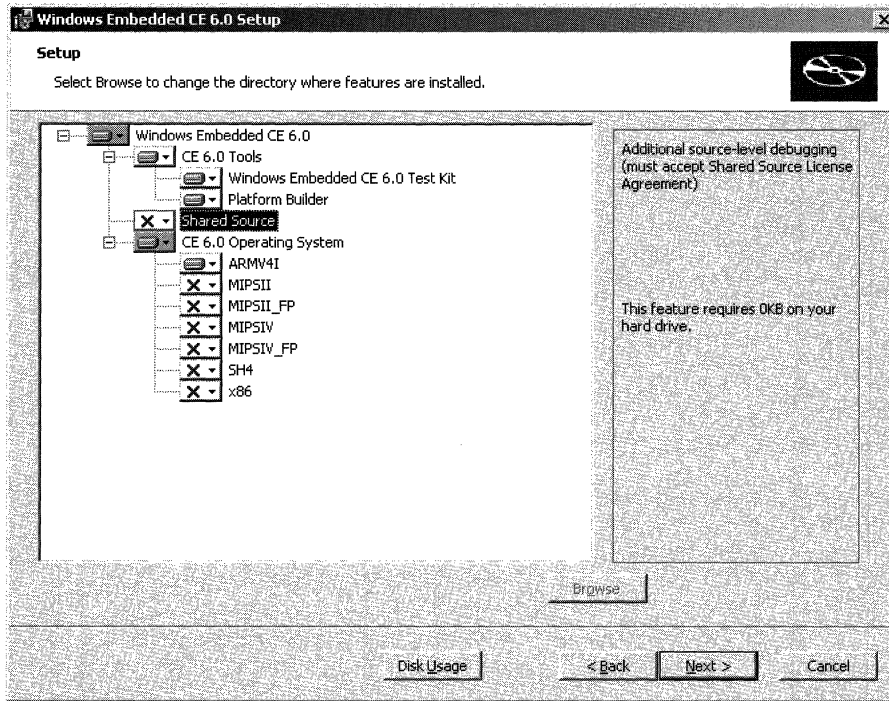 Windows Embedded CE 6.0 Setup
Setup
Select Browse to change the directory where features are installed.
Windows Embedded CE 6.0
CE 6.0 Tools
Windows Embedded CE 6.0 Test Kit
Platform Builder
Shared Source
CE 6.0 Operating System
ARMV4I
MIPSII
MIPSII_FP
MIPSIV
MIPSIV_FP
SH4
x86
Additional source-level debugging
(must accept Shared Source License
Agreement)
This feature requires 0KB on your
hard drive.
Browse
Disk Usage
< Back
Next >
Cancel